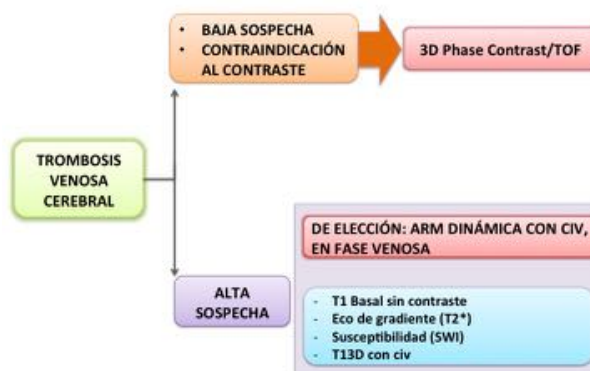 • BAJA SOSPECHA
• CONTRAINDICACIÓN
AL CONTRASTE
3D Phase Contrast/TOF
TROMBOSIS
VENOSA
CEREBRAL
DE ELECCIÓN: ARM DINÁMICA CON CIV,
EN FASE VENOSA
ALTA
SOSPECHA
- T1 Basal sin contraste
- Eco de gradiente (T2*)
- Susceptibilidad (SWI)
- T13D con civ